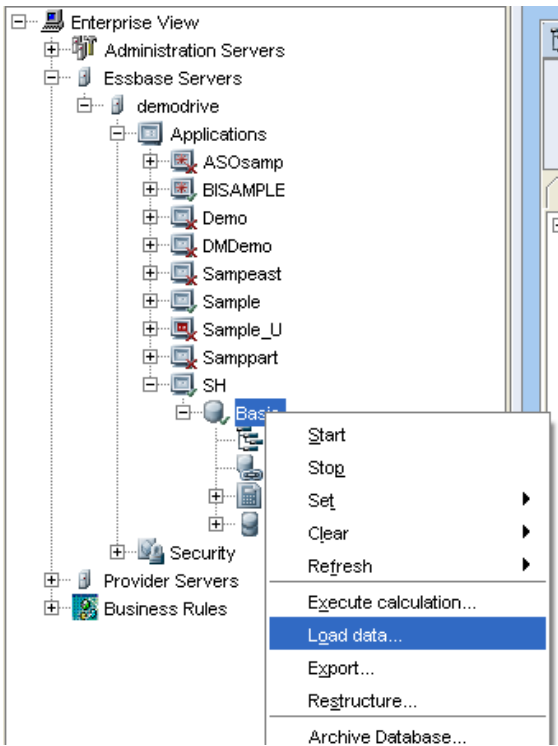 Enterprise View
Administration Servers
Essbase Servers
demodrive
Applications
ASOsamp
BISAMPLE
Demo
DMDemo
Sampeast
Sample
Sample_U
Samppart
SH
Basic
Security
Provider Servers
Business Rules
Start
Stop
Set
Clear
Refresh
Execute calculation...
Load data...
Export...
Restructure...
Archive Database...